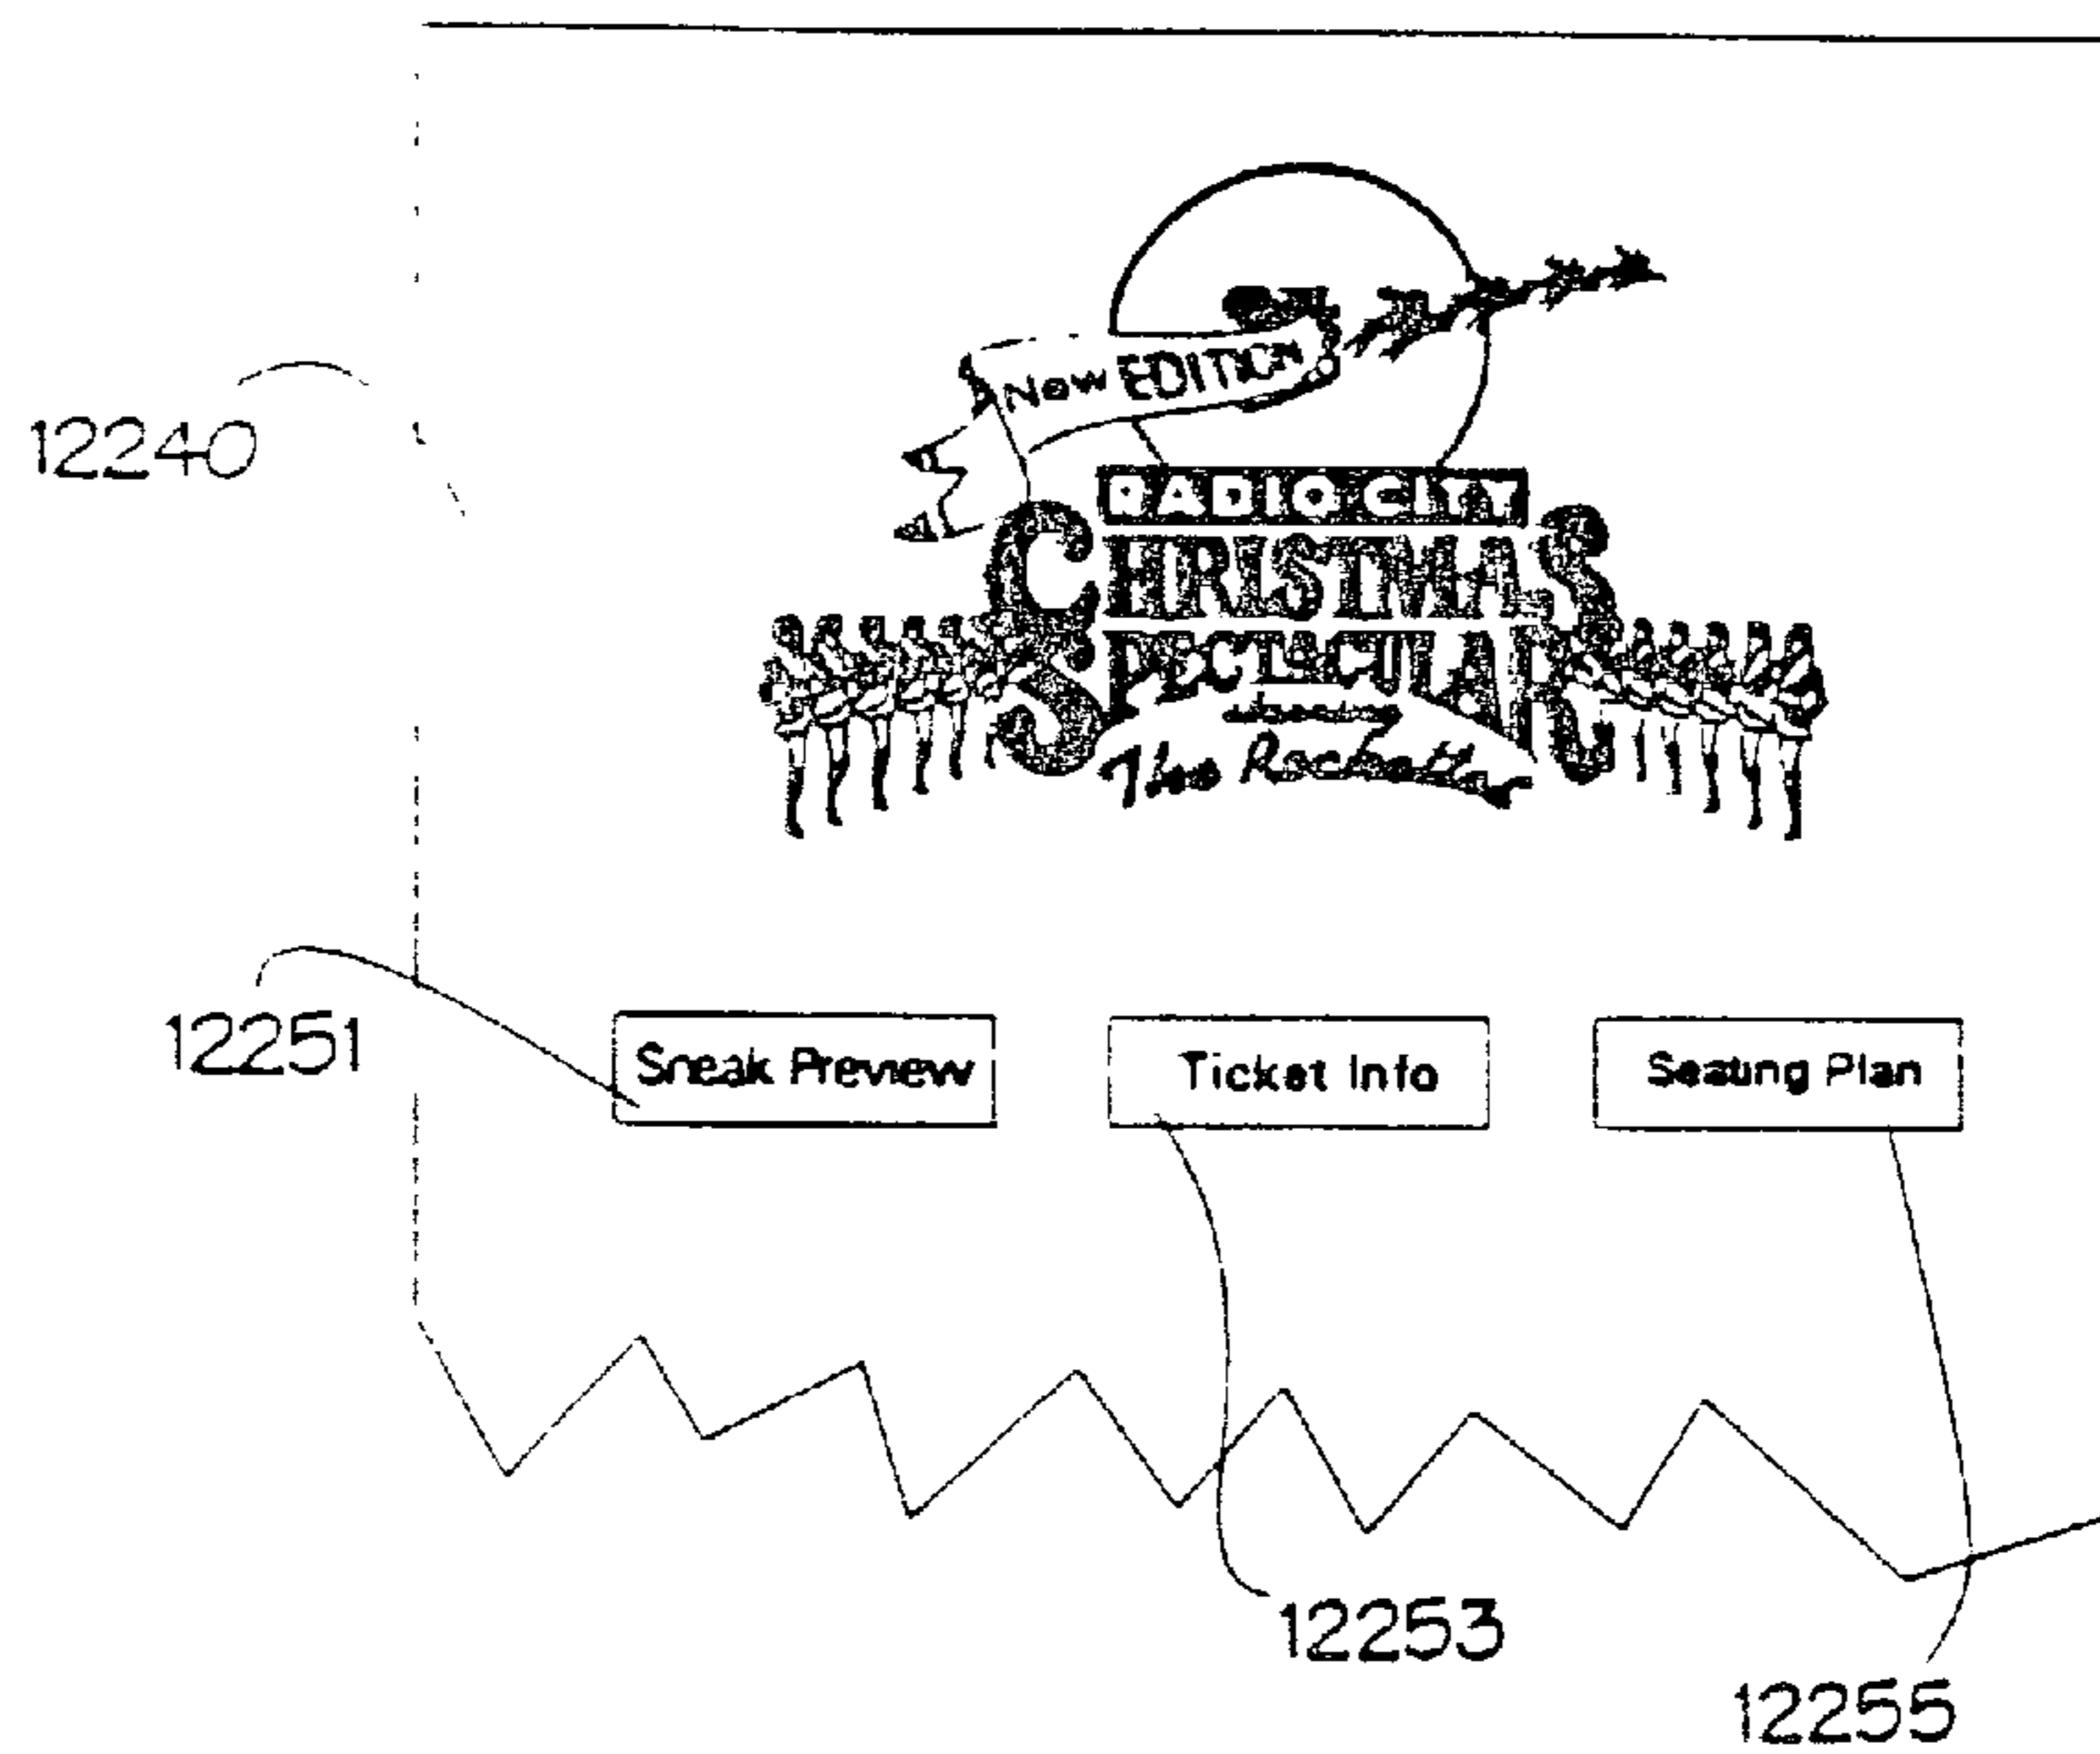 New EDITION
12240
RADIO CITY
CHRISTMAS
SPECTACULAR
The Rockettes
12251
Sneak Preview
Ticket Info
Seating Plan
12253
12255